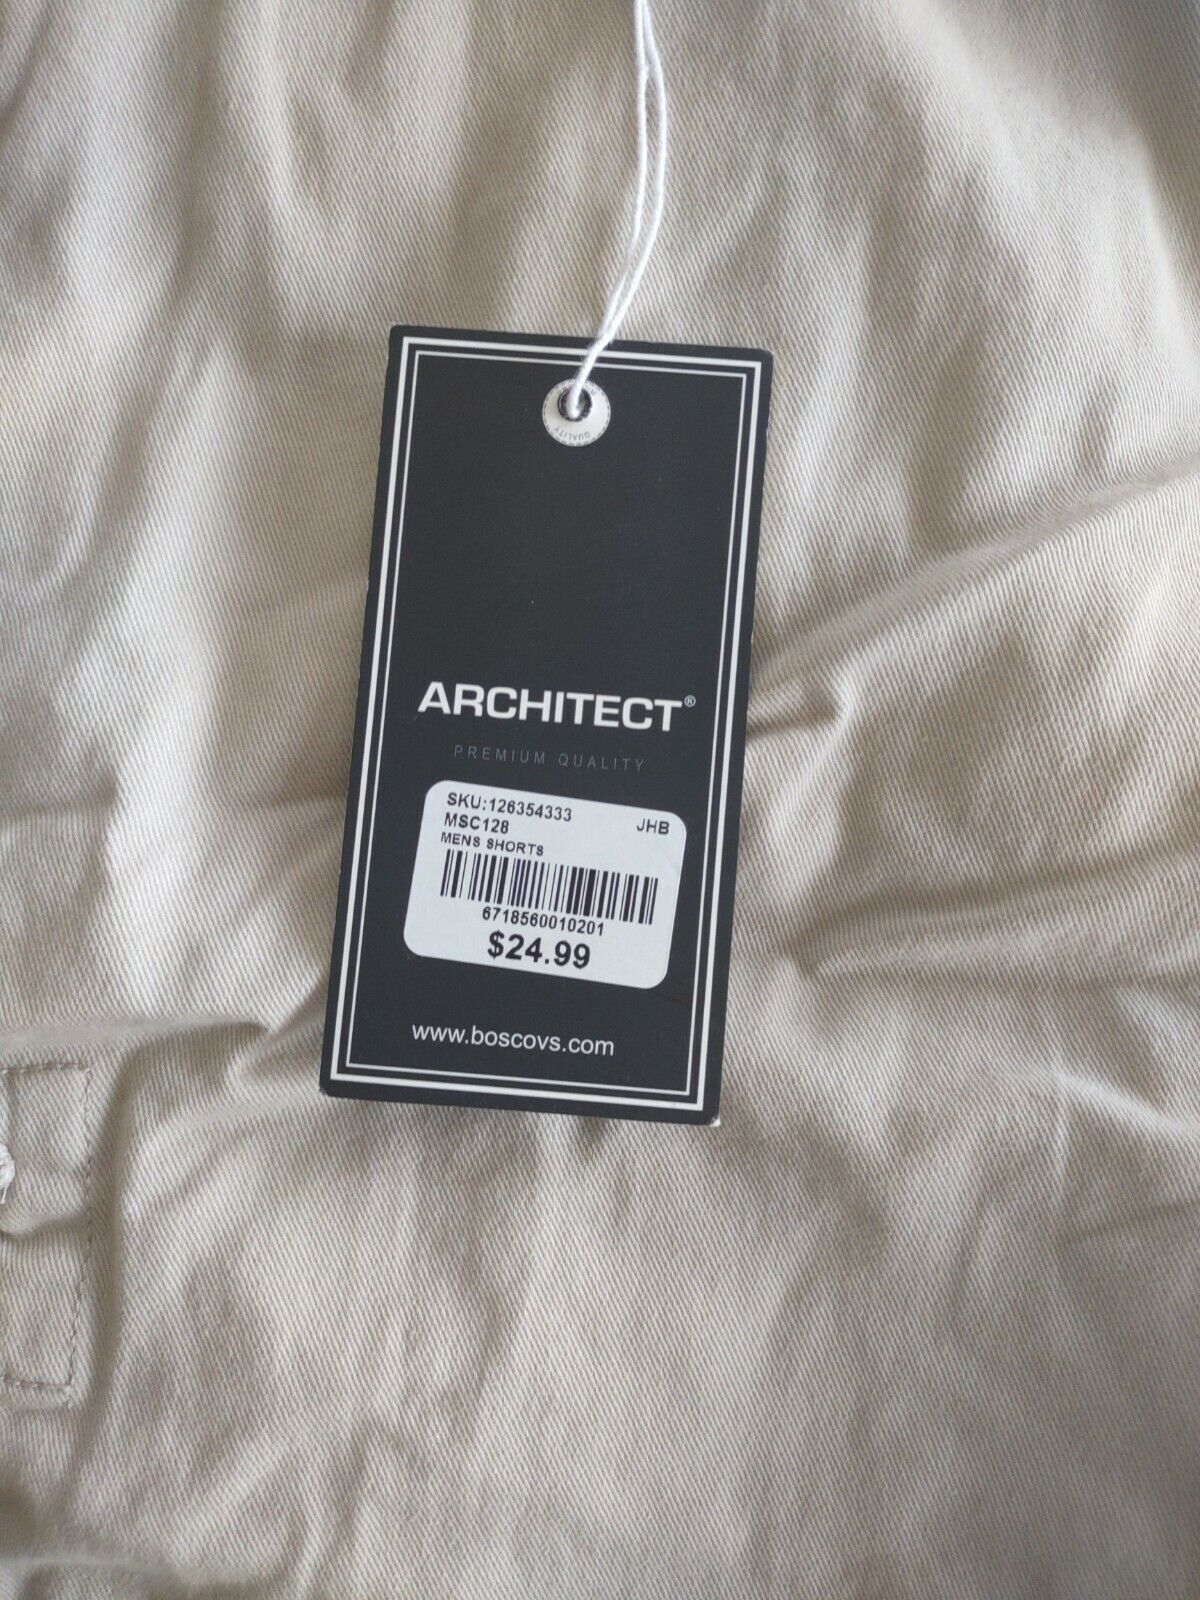 QUALITY
ARCHITECT®
PREMIUM QUALITY
SKU:126354333
JHB
MSC128
MENS SHORTS
6718560010201
$24.99
www.boscovs.com